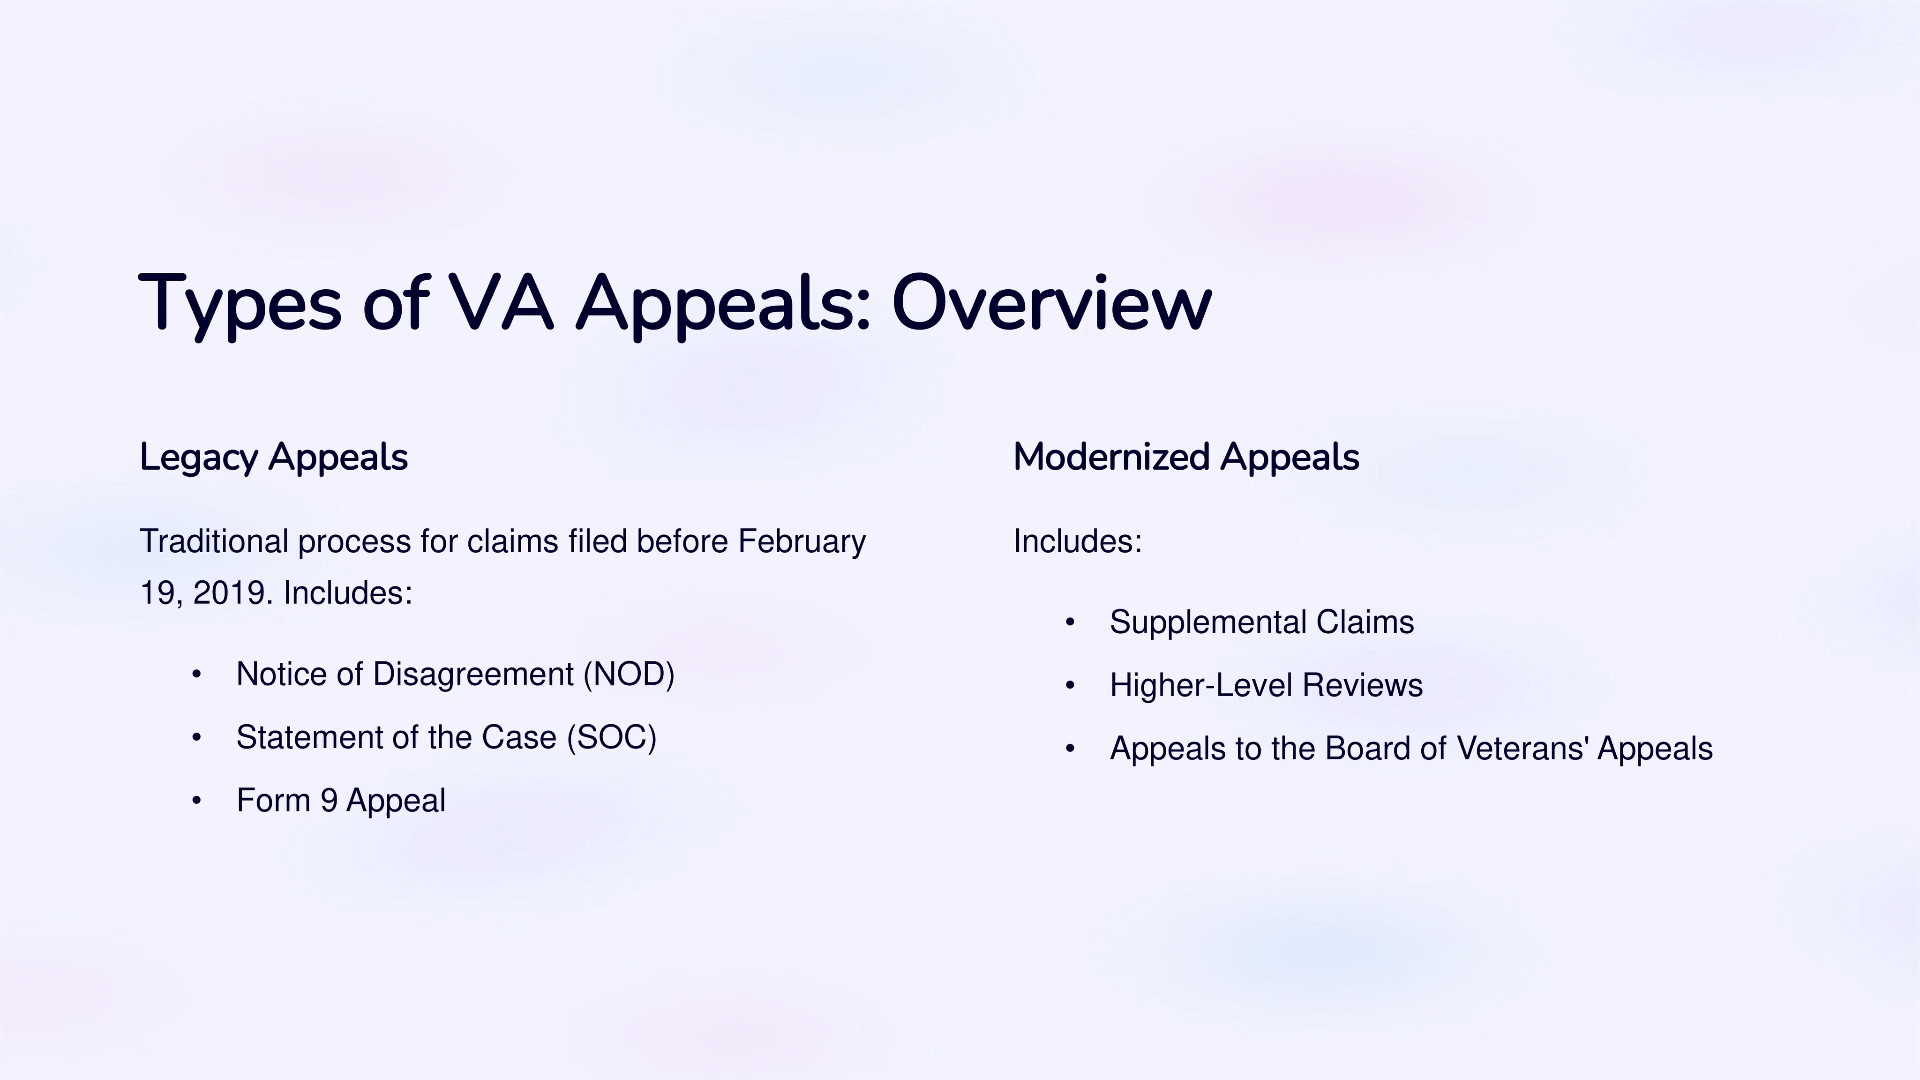 Types of VA Appeals: Overview
Legacy Appeals
Traditional process for claims filed before February
19, 2019. Includes:
• Notice of Disagreement (NOD)
• Statement of the Case (SOC)
• Form 9 Appeal
Modernized Appeals
Includes:
• Supplemental Claims
• Higher-Level Reviews
• Appeals to the Board of Veterans' Appeals